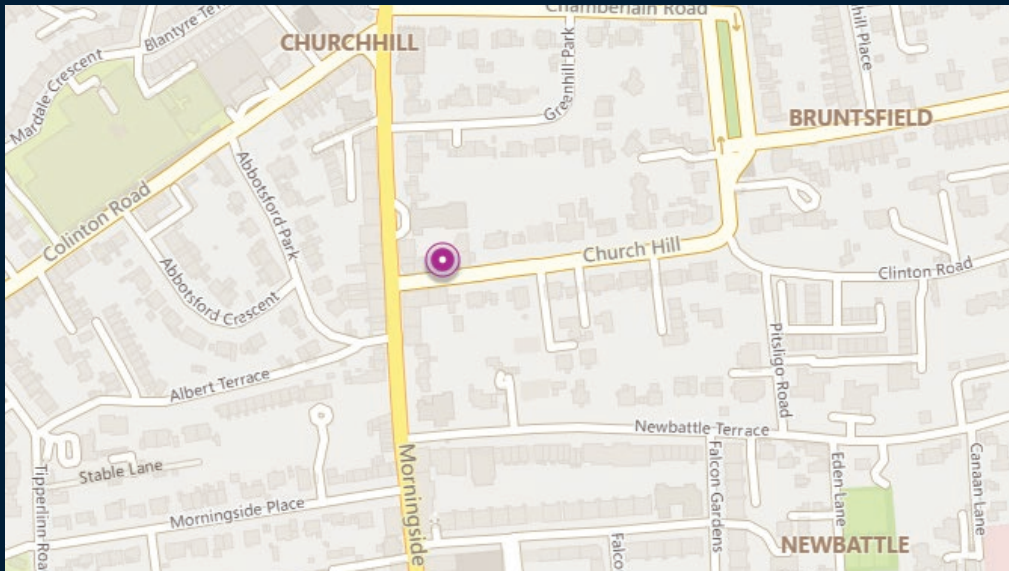 Chamberlain Road
Blantyre Terr
hill Place
CHURCHHILL
Mardale Crescent
Greenhill Park
BRUNTSFIELD
Abbotsford Park
Colinton Road
Church Hill
Clinton Road
Abbotsford Crescent
Pitsligo Road
Albert Terrace
Newbattle Terrace
Stable Lane
Tipperlinn Roa
Morningside
Falcon Gardens
Eden Lane
Canaan Lane
Morningside Place
Falco
NEWBATTLE